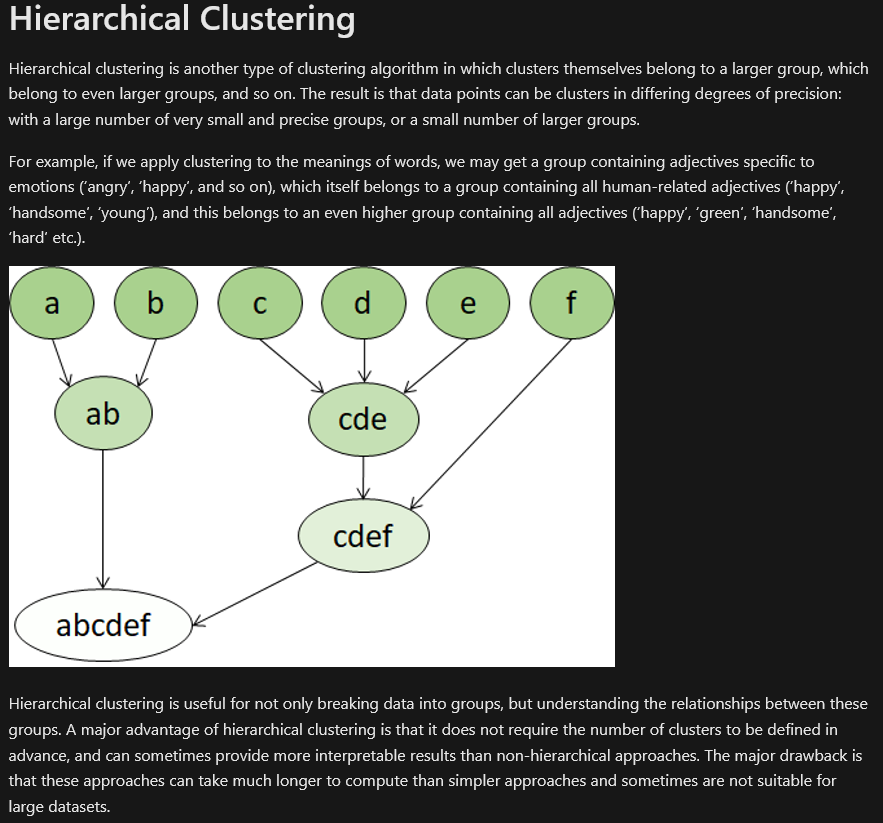 Hierarchical Clustering
Hierarchical clustering is another type of clustering algorithm in which clusters themselves belong to a larger group, which
belong to even larger groups, and so on. The result is that data points can be clusters in differing degrees of precision:
with a large number of very small and precise groups, or a small number of larger groups.
For example, if we apply clustering to the meanings of words, we may get a group containing adjectives specific to
emotions (‘angry’, ‘happy’, and so on), which itself belongs to a group containing all human-related adjectives (‘happy’,
‘handsome’, ‘young’), and this belongs to an even higher group containing all adjectives (‘happy’, ‘green’, ‘handsome’,
‘hard’ etc.).
a b c d e f
ab cde
cdef
abcdef
Hierarchical clustering is useful for not only breaking data into groups, but understanding the relationships between these
groups. A major advantage of hierarchical clustering is that it does not require the number of clusters to be defined in
advance, and can sometimes provide more interpretable results than non-hierarchical approaches. The major drawback is
that these approaches can take much longer to compute than simpler approaches and sometimes are not suitable for
large datasets.